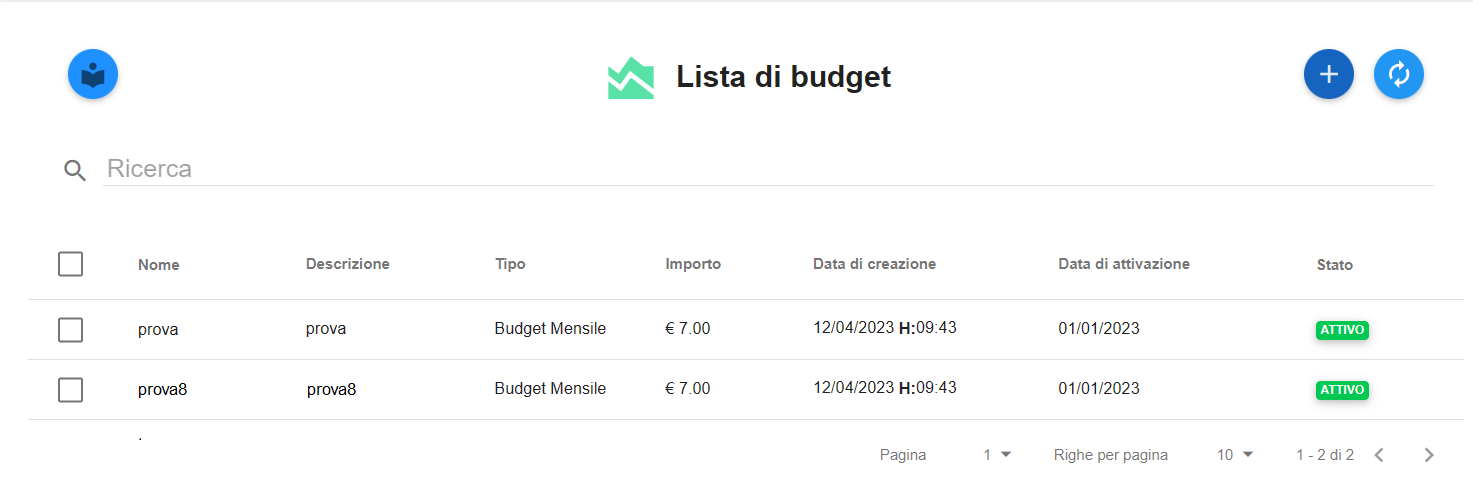 Lista di budget
Ricerca
Nome Descrizione Tipo Importo Data di creazione Data di attivazione Stato
prova prova Budget Mensile € 7.00 12/04/2023 H:09:43 01/01/2023 ATTIVO
prova8 prova8 Budget Mensile € 7.00 12/04/2023 H:09:43 01/01/2023 ATTIVO
.
Pagina 1 Righe per pagina 10 1 - 2 di 2